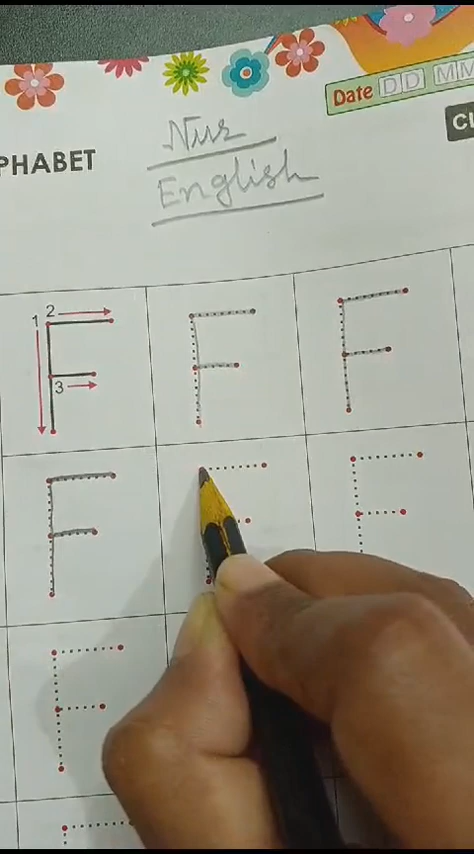 Date DD MM
PHABET
Nur
English
1 2 3 F F F
F F F
F